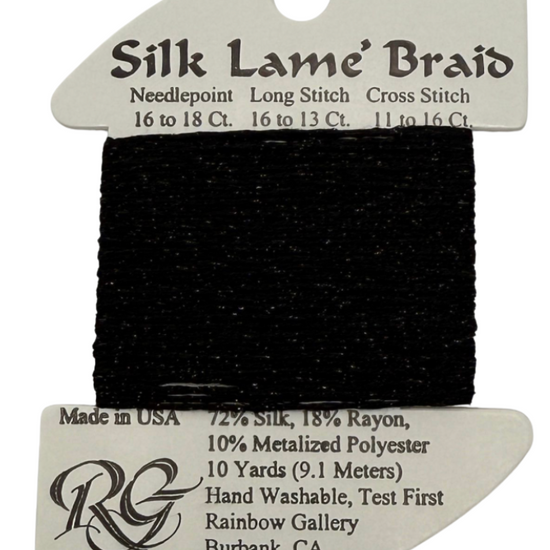 Silk Lame' Braid
Needlepoint Long Stitch Cross Stitch
16 to 18 Ct. 16 to 13 Ct. 11 to 16 Ct.
Made in USA 72% Silk, 18% Rayon,
10% Metalized Polyester
10 Yards (9.1 Meters)
RG Hand Washable, Test First
Rainbow Gallery
Burbank, CA